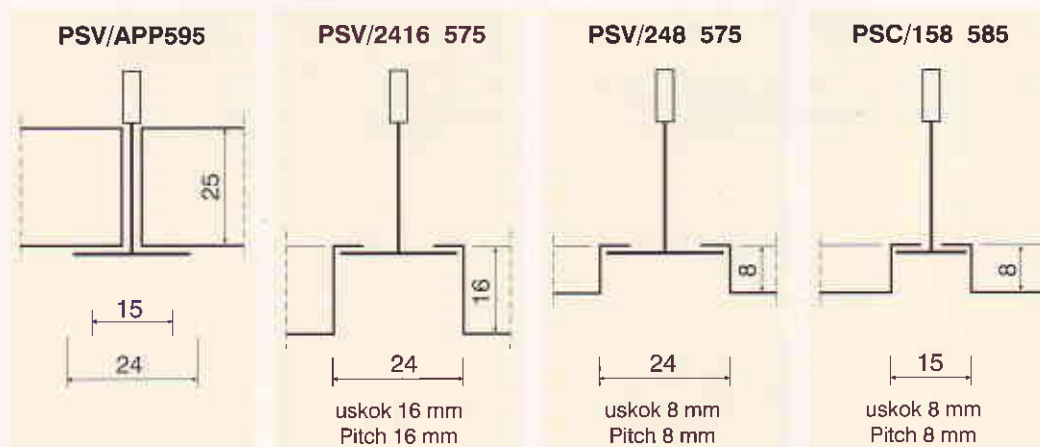 PSV/APP595
25
15
24
PSV/2416 575
16
24
uskok 16 mm
Pitch 16 mm
PSV/248 575
8
24
uskok 8 mm
Pitch 8 mm
PSC/158 585
8
15
uskok 8 mm
Pitch 8 mm